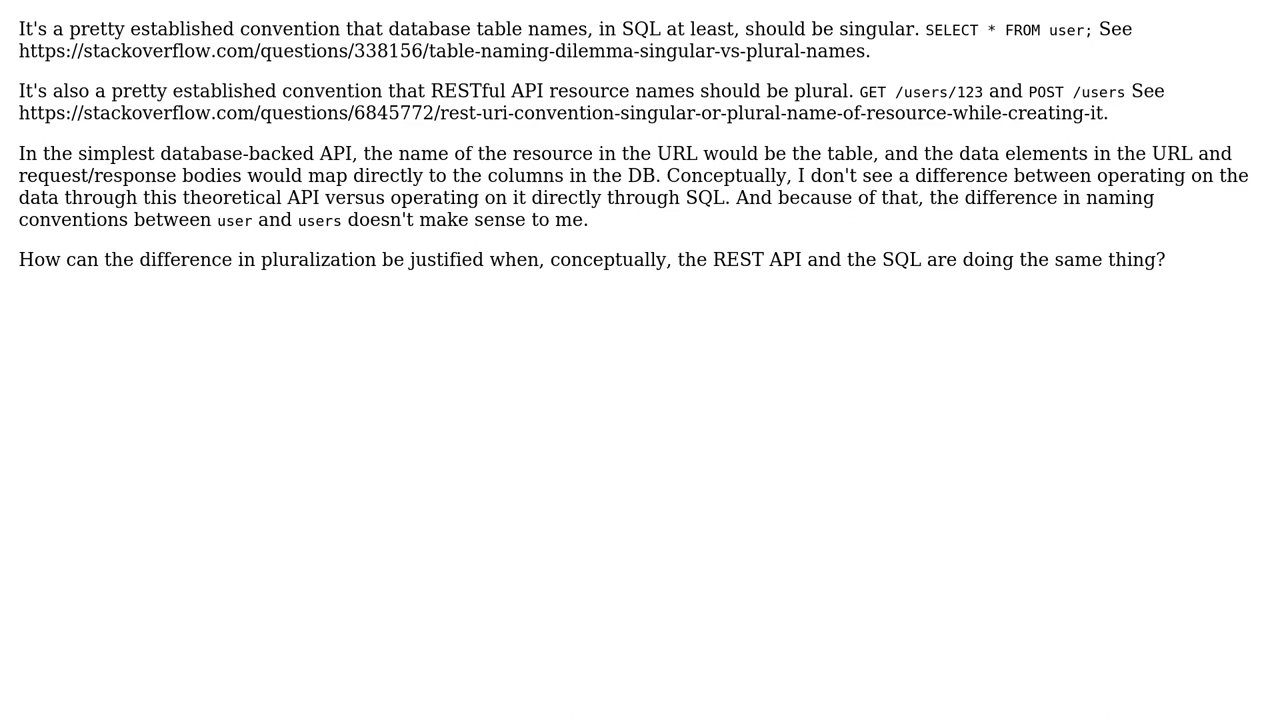 It's a pretty established convention that database table names, in SQL at least, should be singular. SELECT * FROM user; See
https://stackoverflow.com/questions/338156/table-naming-dilemma-singular-vs-plural-names.
It's also a pretty established convention that RESTful API resource names should be plural. GET /users/123 and POST /users See
https://stackoverflow.com/questions/6845772/rest-uri-convention-singular-or-plural-name-of-resource-while-creating-it.
In the simplest database-backed API, the name of the resource in the URL would be the table, and the data elements in the URL and
request/response bodies would map directly to the columns in the DB. Conceptually, I don't see a difference between operating on the
data through this theoretical API versus operating on it directly through SQL. And because of that, the difference in naming
conventions between user and users doesn't make sense to me.
How can the difference in pluralization be justified when, conceptually, the REST API and the SQL are doing the same thing?